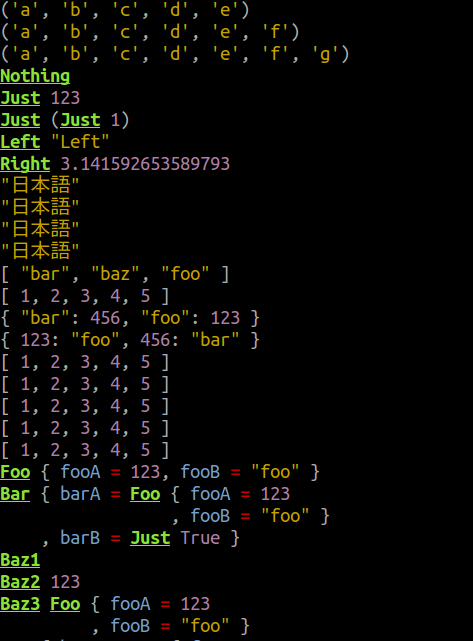 ('a', 'b', 'c', 'd', 'e')
('a', 'b', 'c', 'd', 'e', 'f')
('a', 'b', 'c', 'd', 'e', 'f', 'g')
Nothing
Just 123
Just (Just 1)
Left "Left"
Right 3.141592653589793
"日本語"
"日本語"
"日本語"
"日本語"
[ "bar", "baz", "foo" ]
[ 1, 2, 3, 4, 5 ]
{ "bar": 456, "foo": 123 }
{ 123: "foo", 456: "bar" }
[ 1, 2, 3, 4, 5 ]
[ 1, 2, 3, 4, 5 ]
[ 1, 2, 3, 4, 5 ]
[ 1, 2, 3, 4, 5 ]
[ 1, 2, 3, 4, 5 ]
Foo { fooA = 123, fooB = "foo" }
Bar { barA = Foo { fooA = 123
                 , fooB = "foo" }
    , barB = Just True }
Baz1
Baz2 123
Baz3 Foo { fooA = 123
         , fooB = "foo" }